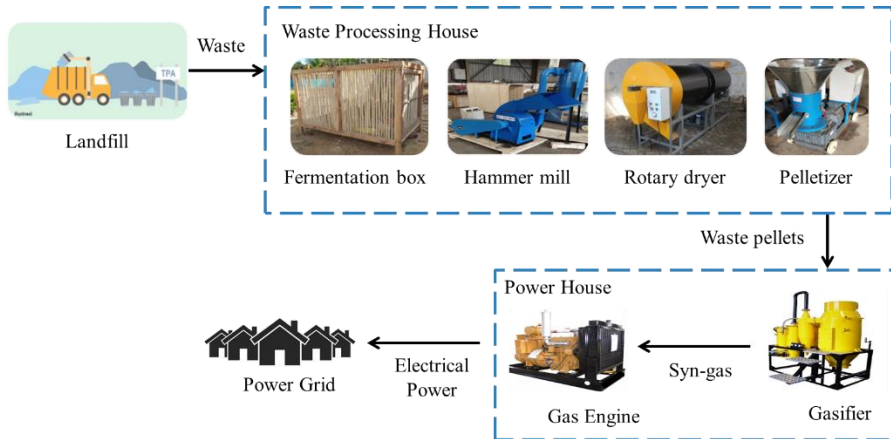 Waste
Waste Processing House
TPA
Ilustrasi
Landfill
Fermentation box
Hammer mill
Rotary dryer
Pelletizer
Waste pellets
Power House
Electrical
Power
Syn-gas
Power Grid
Gas Engine
Gasifier